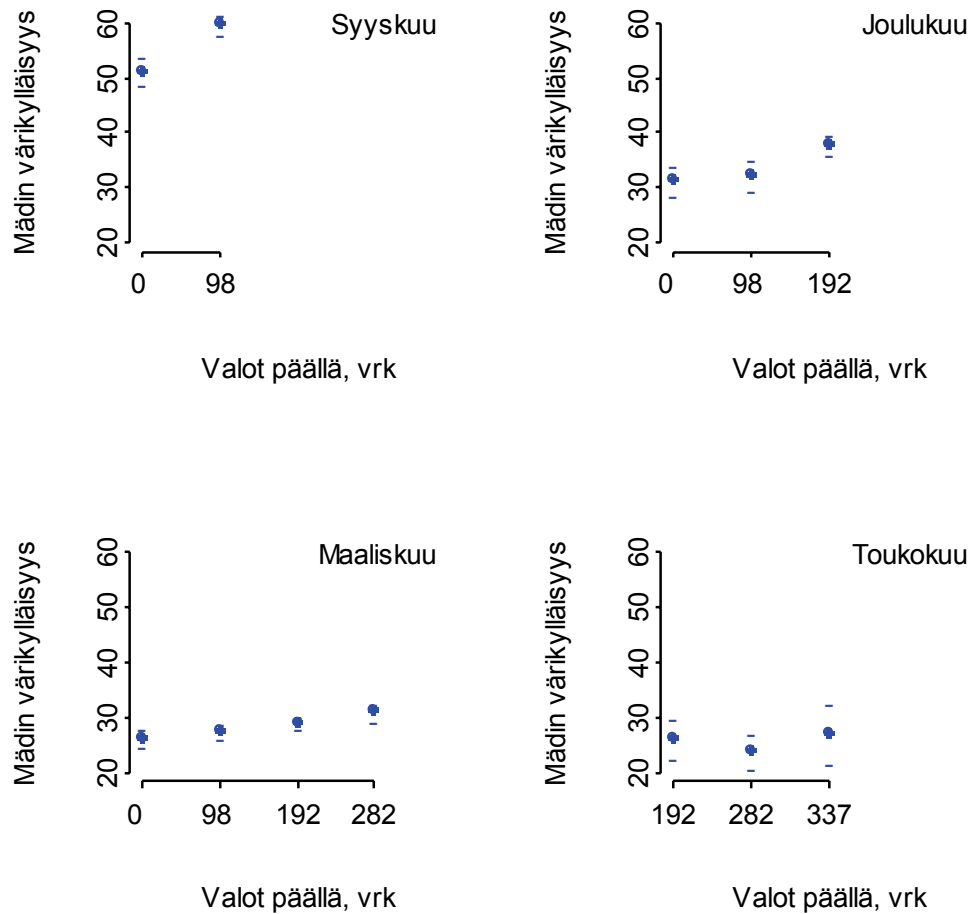 Syyskuu
Mädin värikylläisyys
60
50
40
30
20
0 98
Valot päällä, vrk
Joulukuu
Mädin värikylläisyys
60
50
40
30
20
0 98 192
Valot päällä, vrk
Maaliskuu
Mädin värikylläisyys
60
50
40
30
20
0 98 192 282
Valot päällä, vrk
Toukokuu
Mädin värikylläisyys
60
50
40
30
20
192 282 337
Valot päällä, vrk